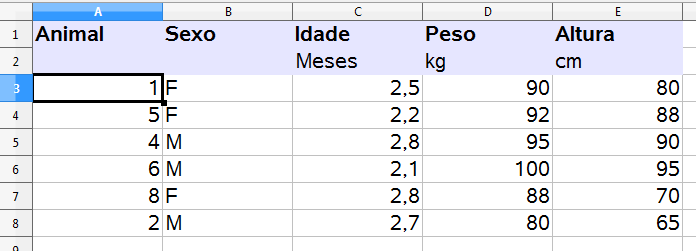 A B C D E
1 Animal Sexo Idade Peso Altura
2 Meses kg cm
3 1 F 2,5 90 80
4 5 F 2,2 92 88
5 4 M 2,8 95 90
6 6 M 2,1 100 95
7 8 F 2,8 88 70
8 2 M 2,7 80 65